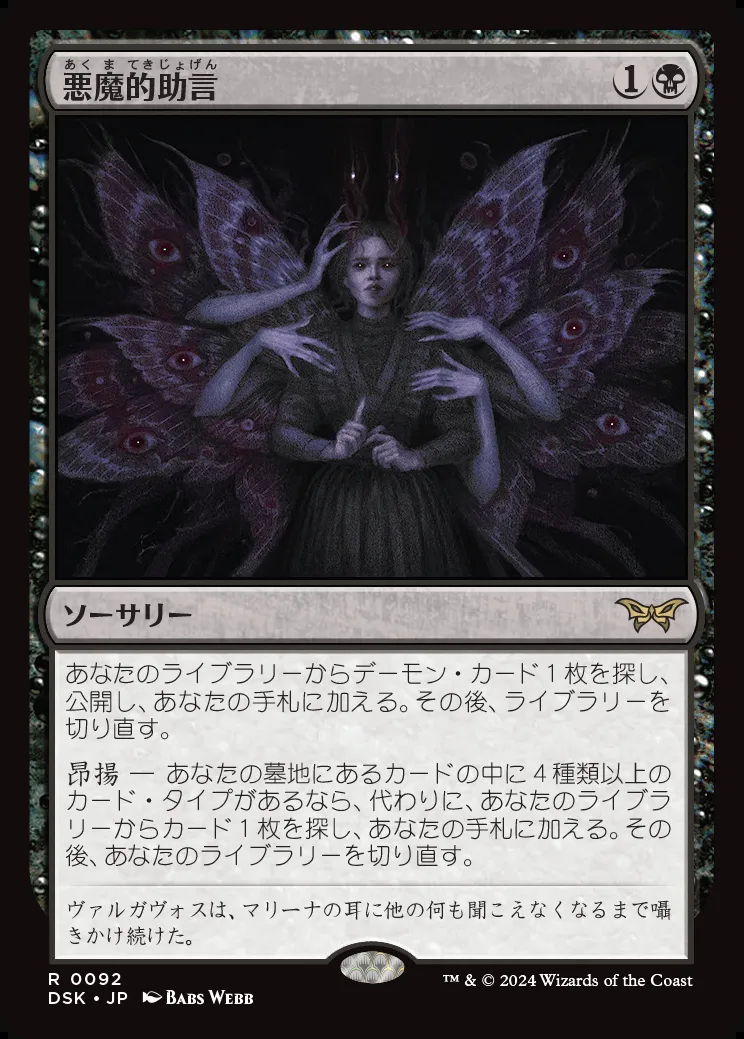 あくまてきじょげん
悪魔的助言 1
ソーサリー
あなたのライブラリーからデーモン・カード１枚を探し、
公開し、あなたの手札に加える。その後、ライブラリーを
切り直す。
昂揚 ― あなたの墓地にあるカードの中に４種類以上の
カード・タイプがあるなら、代わりに、あなたのライブラ
リーからカード１枚を探し、あなたの手札に加える。その
後、あなたのライブラリーを切り直す。
ヴァルガヴォスは、マリーナの耳に他の何も聞こえなくなるまで囁
きかけ続けた。
R 0092
DSK • JP BABS WEBB
™ & © 2024 Wizards of the Coast